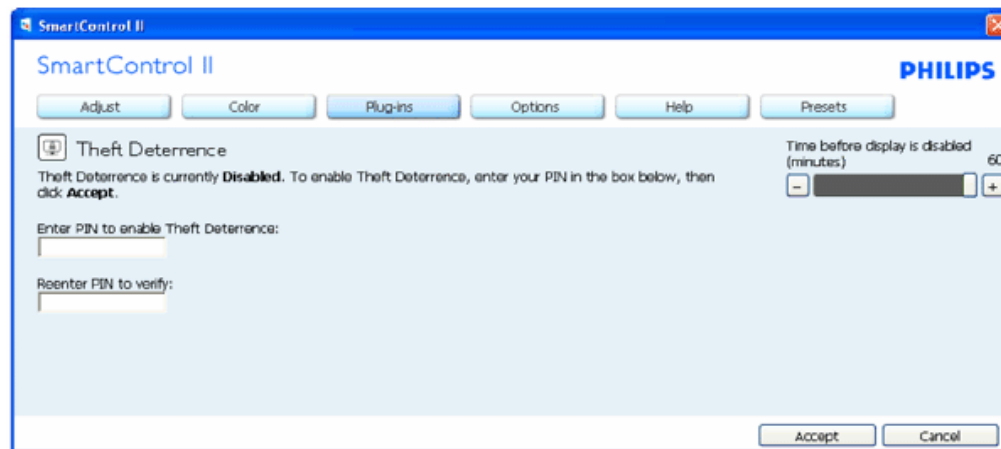 SmartControl II
SmartControl II
PHILIPS
Adjust
Color
Plug-ins
Options
Help
Presets
Theft Deterrence
Theft Deterrence is currently Disabled. To enable Theft Deterrence, enter your PIN in the box below, then
click Accept.
Time before display is disabled
(minutes)
60
-
+
Enter PIN to enable Theft Deterrence:
Reenter PIN to verify:
Accept
Cancel